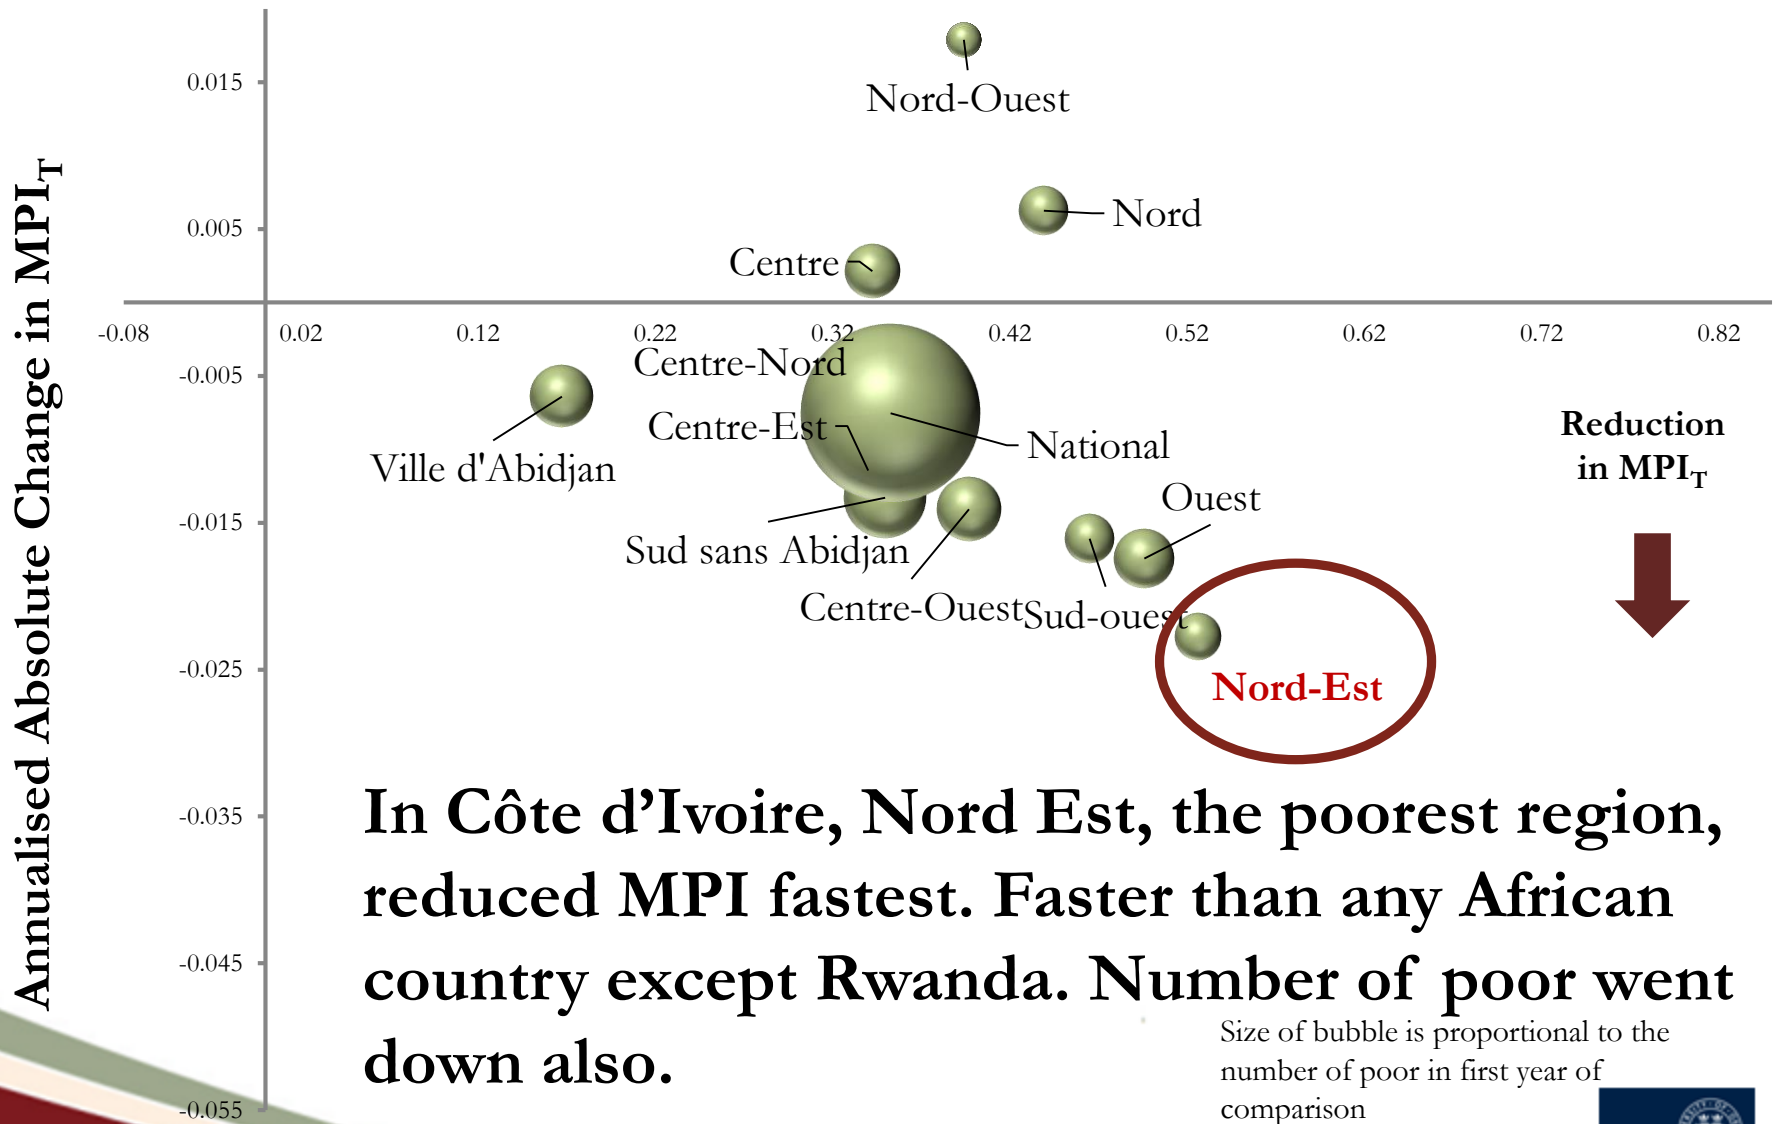 Annualised Absolute Change in MPIT
0.015
0.005
-0.005
-0.015
-0.025
-0.035
-0.045
-0.055
-0.08
0.02
0.12
0.22
0.32
0.42
0.52
0.62
0.72
0.82
Nord-Ouest
Nord
Centre
Centre-Nord
Centre-Est
National
Ville d'Abidjan
Ouest
Sud sans Abidjan
Centre-Ouest
Sud-ouest
Nord-Est
Reduction
in MPIT
In Côte d’Ivoire, Nord Est, the poorest region,
reduced MPI fastest. Faster than any African
country except Rwanda. Number of poor went
down also.
Size of bubble is proportional to the
number of poor in first year of
comparison